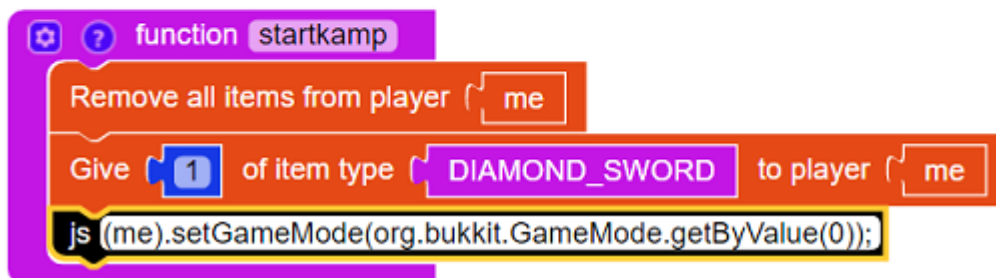 ? function startkamp
Remove all items from player me
Give 1 of item type DIAMOND_SWORD to player me
js (me).setGameMode(org.bukkit.GameMode.getByValue(0));